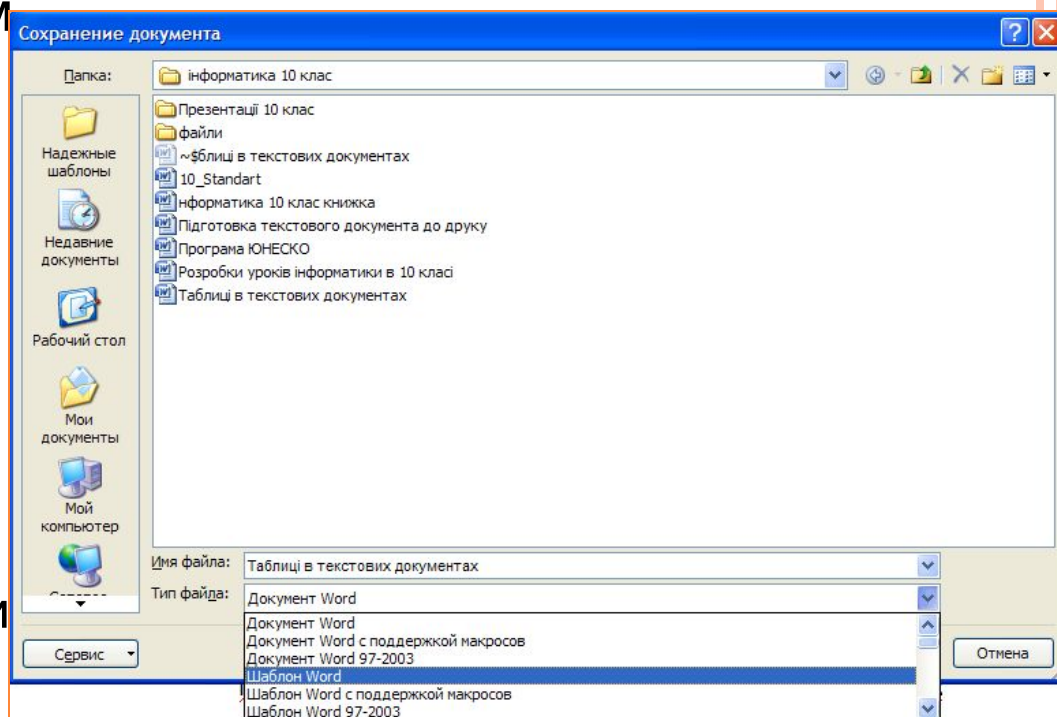 Сохранение документа
Папка:
інформатика 10 клас
Надежные
шаблоны
Недавние
документы
Рабочий стол
Мои
документы
Мой
компьютер
Презентації 10 клас
файли
~$блиці в текстових документах
10_Standart
нформатика 10 клас книжка
Підготовка текстового документа до друку
Програма ЮНЕСКО
Розробки уроків інформатики в 10 класі
Таблиці в текстових документах
Имя файла:
Таблиці в текстових документах
Тип файла:
Документ Word
Документ Word
Документ Word с поддержкой макросов
Документ Word 97-2003
Шаблон Word
Шаблон Word с поддержкой макросов
Шаблон Word 97-2003
Сервис
Отмена